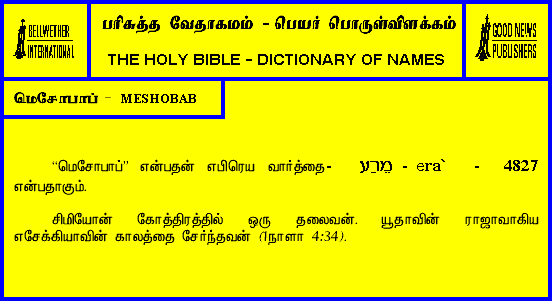 BELLWETHER
INTERNATIONAL
பரிசுத்த வேதாகமம் - பெயர் பொருள்விளக்கம்
THE HOLY BIBLE - DICTIONARY OF NAMES
GOOD NEWS
PUBLISHERS
மெசோபாப் - MESHOBAB
“மெசோபாப்” என்பதன் எபிரெய வார்த்தை- מֵרַע - era` - 4827
என்பதாகும்.
சிமியோன் கோத்திரத்தில் ஒரு தலைவன். யூதாவின் ராஜாவாகிய
எசேக்கியாவின் காலத்தை சேர்ந்தவன் (1நாளா 4:34).